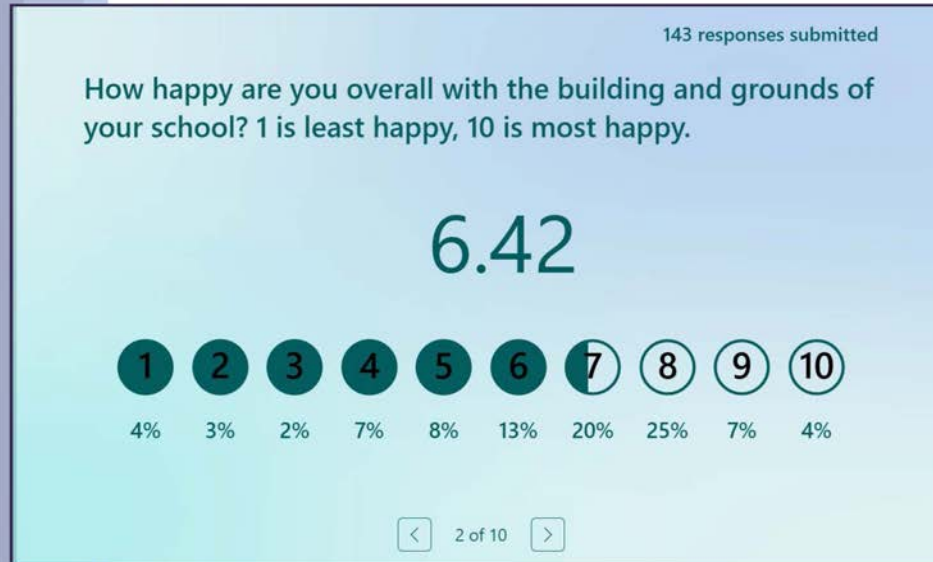 143 responses submitted
How happy are you overall with the building and grounds of
your school? 1 is least happy, 10 is most happy.
6.42
1 2 3 4 5 6 7 8 9 10
4% 3% 2% 7% 8% 13% 20% 25% 7% 4%
< 2 of 10 >